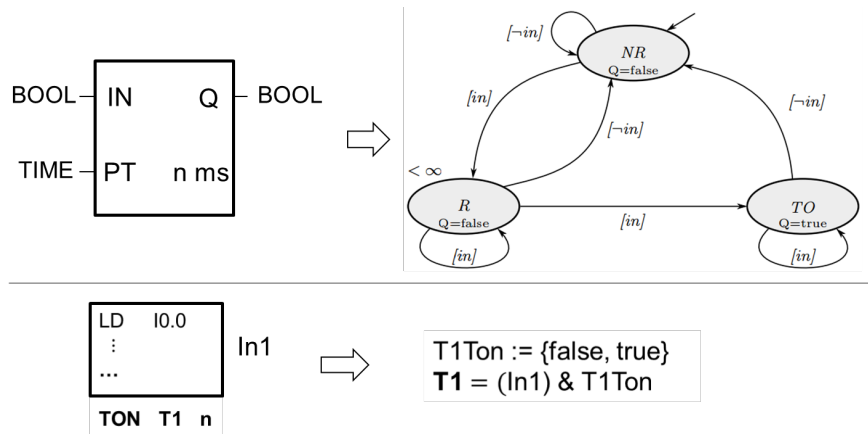 BOOL IN Q BOOL
TIME PT n ms
[¬in]
NR
Q=false
[in]
[¬in]
[¬in]
< ∞
R
Q=false
[in]
TO
Q=true
[in]
[in]
LD I0.0
⋮
...
In1
TON T1 n
T1Ton := {false, true}
T1 = (In1) & T1Ton